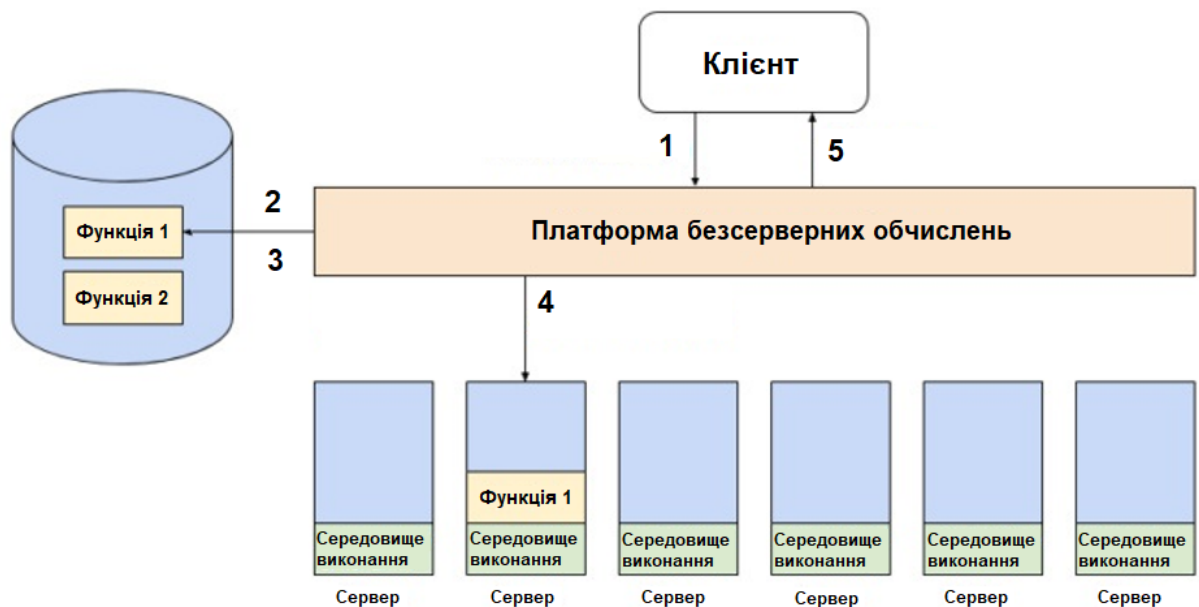 Клієнт
1
5
2
Функція 1
Платформа безсерверних обчислень
3
Функція 2
4
Функція 1
Середовище
виконання
Середовище
виконання
Середовище
виконання
Середовище
виконання
Середовище
виконання
Середовище
виконання
Сервер
Сервер
Сервер
Сервер
Сервер
Сервер